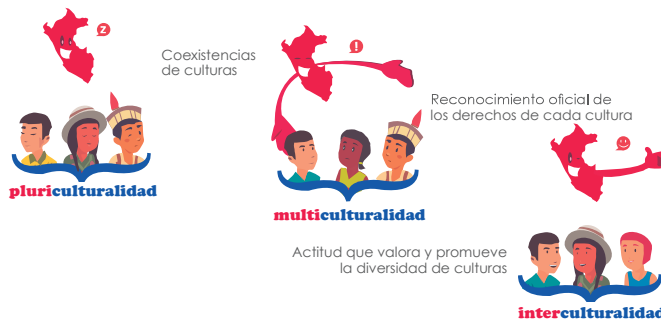 z
Coexistencias
de culturas
pluriculturalidad
!
Reconocimiento oficial de
los derechos de cada cultura
multiculturalidad
Actitud que valora y promueve
la diversidad de culturas
interculturalidad